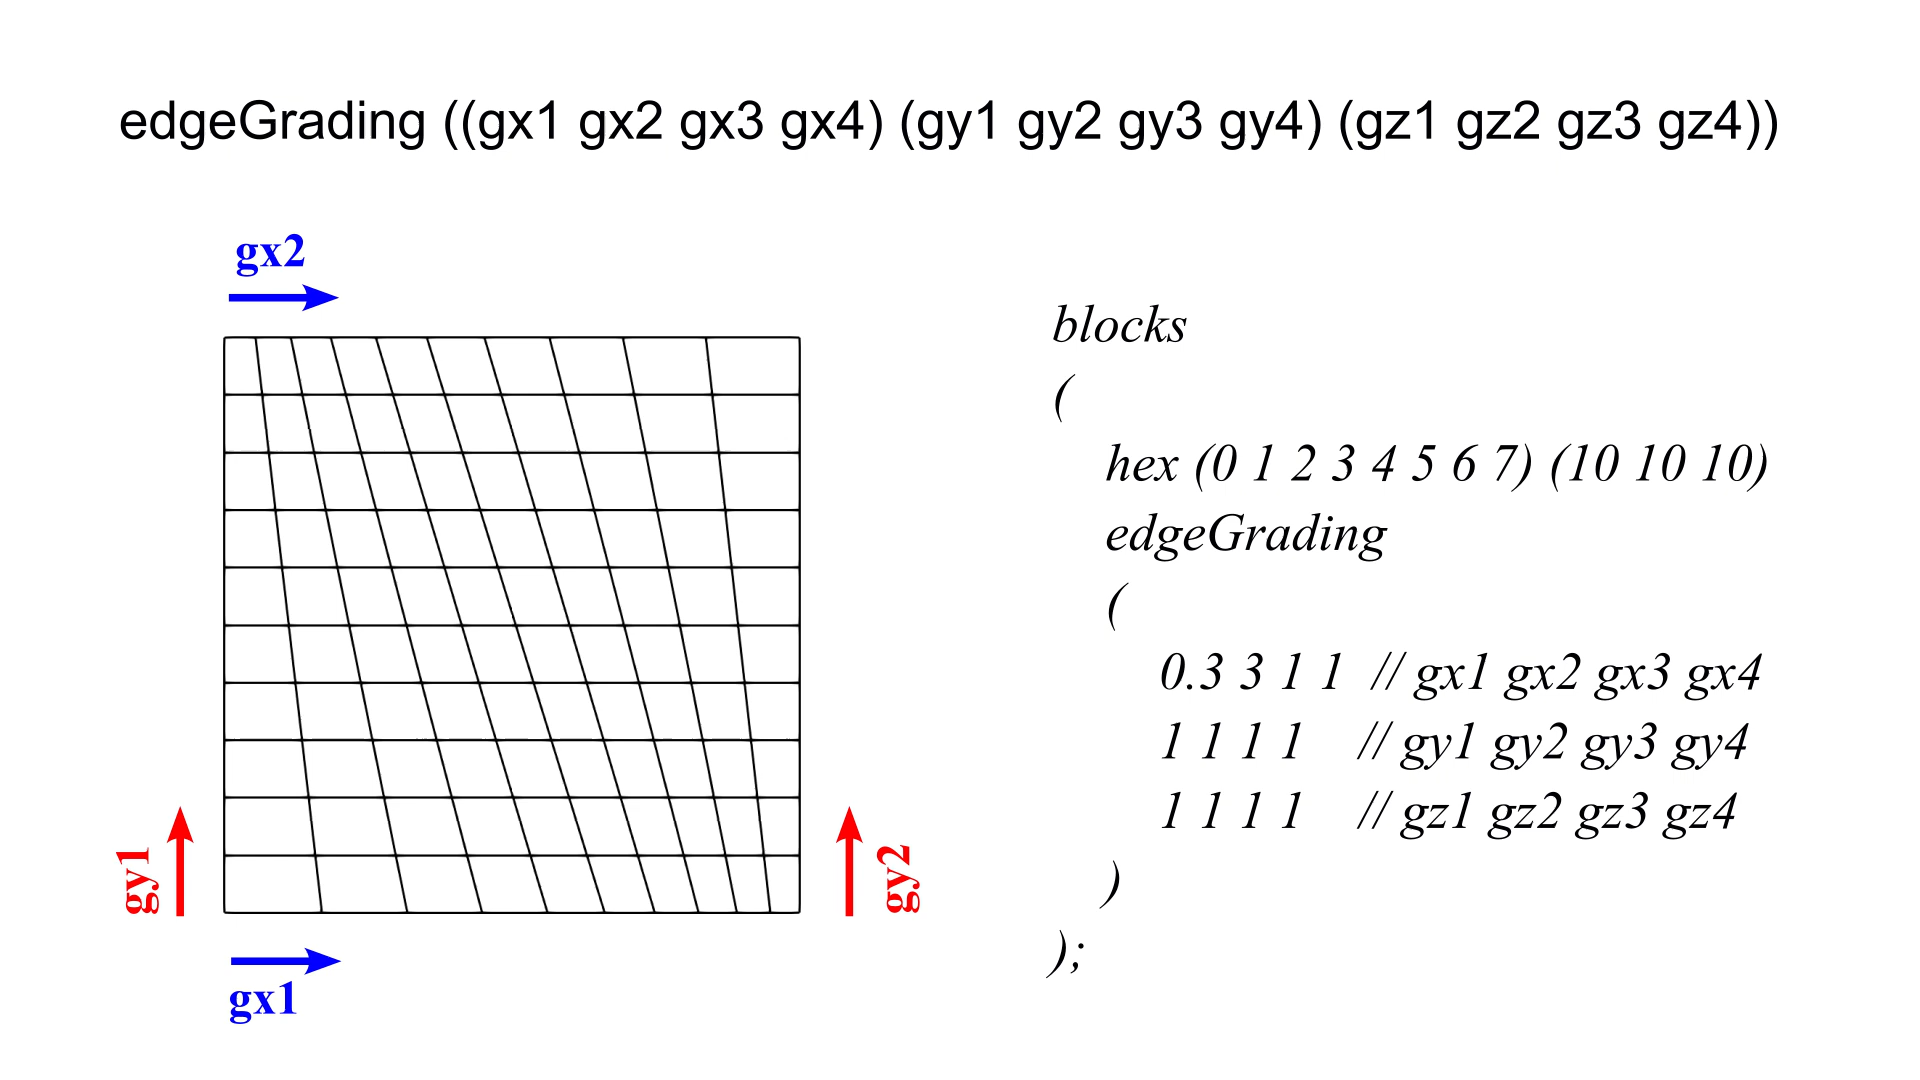 edgeGrading ((gx1 gx2 gx3 gx4) (gy1 gy2 gy3 gy4) (gz1 gz2 gz3 gz4))
gx2
gy1
gy2
gx1
blocks
(
hex (0 1 2 3 4 5 6 7) (10 10 10)
edgeGrading
(
0.3 3 1 1 // gx1 gx2 gx3 gx4
1 1 1 1 // gy1 gy2 gy3 gy4
1 1 1 1 // gz1 gz2 gz3 gz4
)
);